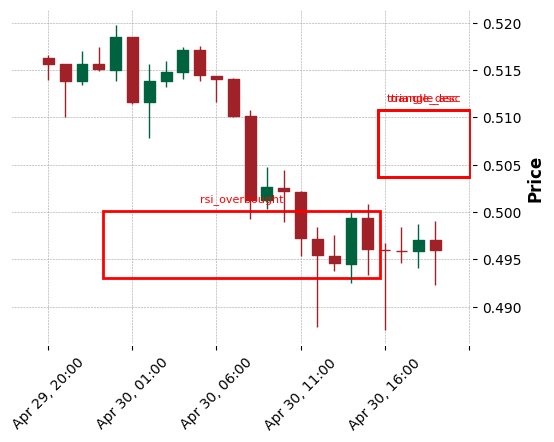 0.520
0.515
triangle_desc
0.510
0.505
rsi_overbought
0.500
0.495
0.490
Price
Apr 29, 20:00
Apr 30, 01:00
Apr 30, 06:00
Apr 30, 11:00
Apr 30, 16:00